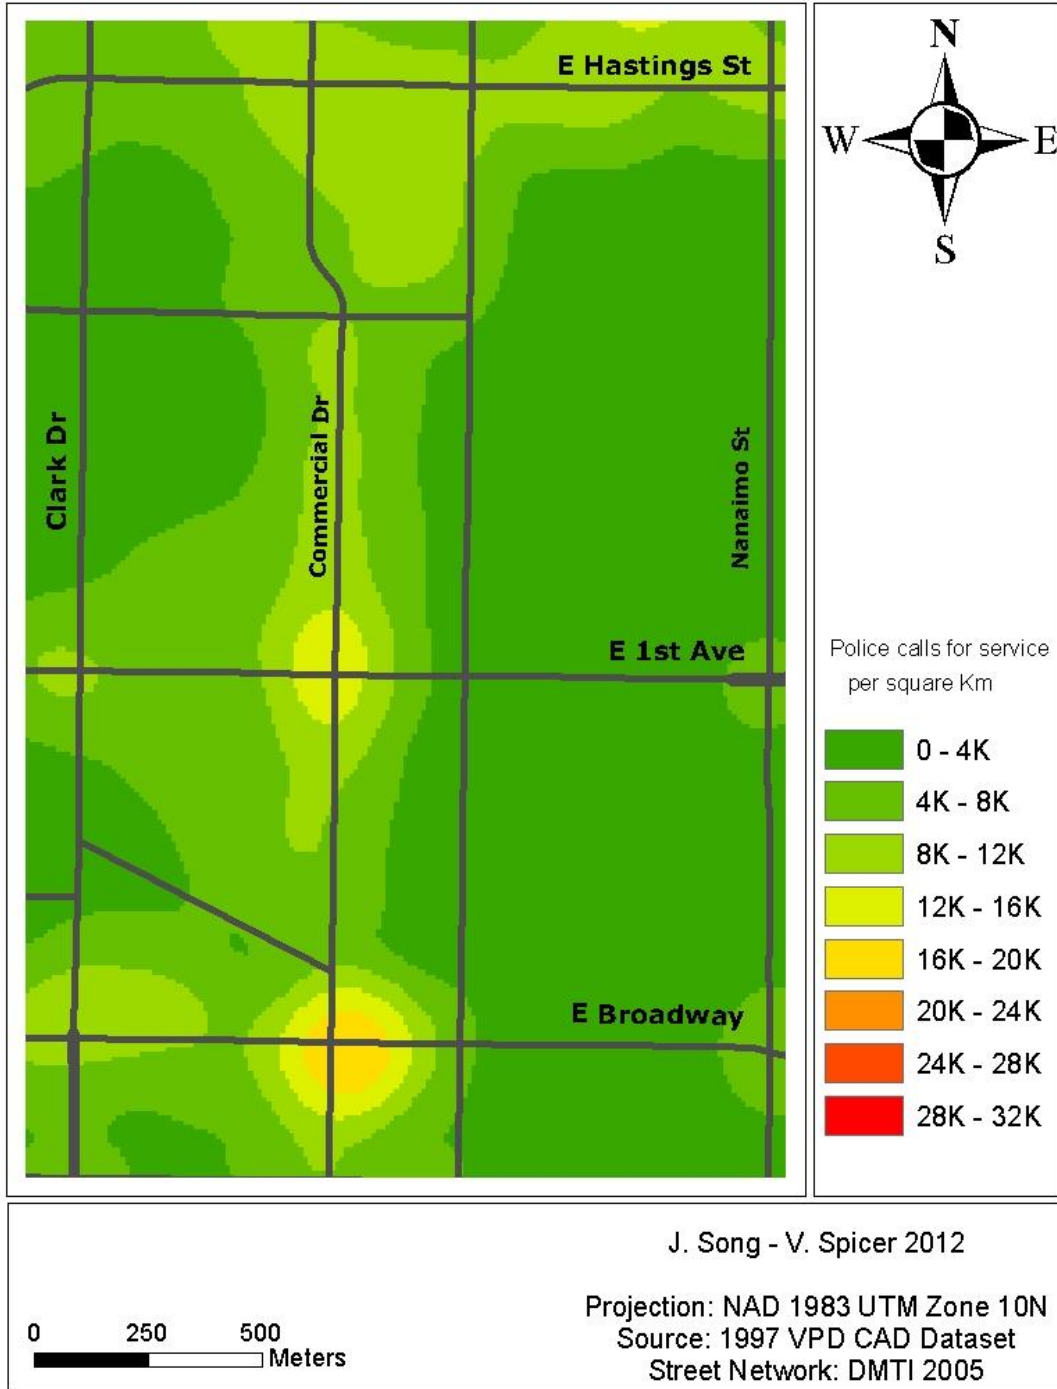 E Hastings St
Clark Dr
Commercial Dr
Nanaimo St
E 1st Ave
E Broadway
N
W
E
S
Police calls for service
per square Km
0 - 4K
4K - 8K
8K - 12K
12K - 16K
16K - 20K
20K - 24K
24K - 28K
28K - 32K
0 250 500
Meters
J. Song - V. Spicer 2012
Projection: NAD 1983 UTM Zone 10N
Source: 1997 VPD CAD Dataset
Street Network: DMTI 2005